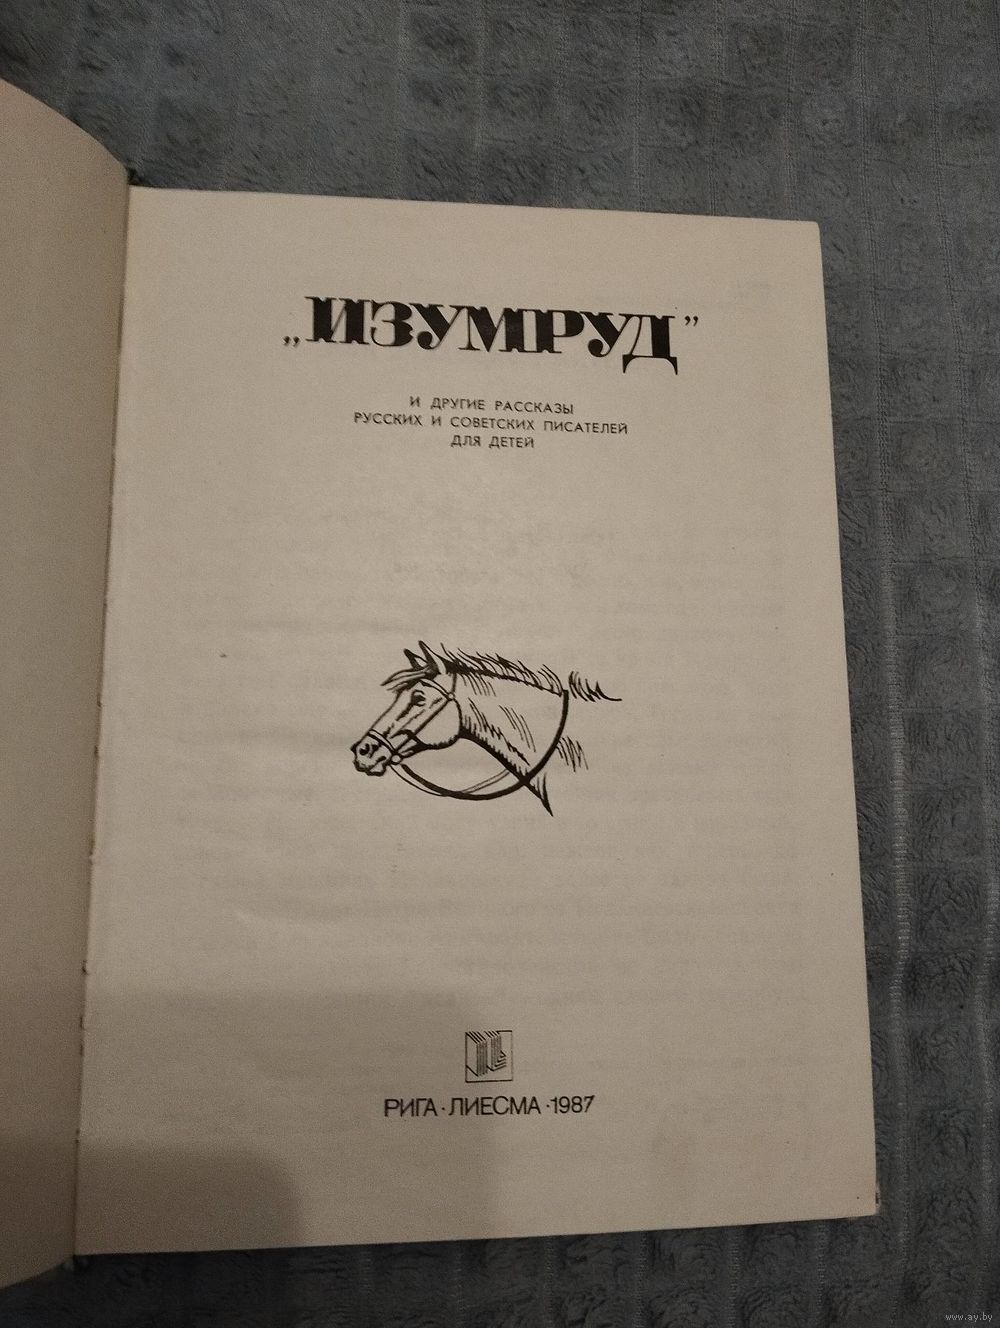 „ИЗУМРУД”
И ДРУГИЕ РАССКАЗЫ
РУССКИХ И СОВЕТСКИХ ПИСАТЕЛЕЙ
ДЛЯ ДЕТЕЙ
РИГА · ЛИЕСМА · 1987
www.ay.by